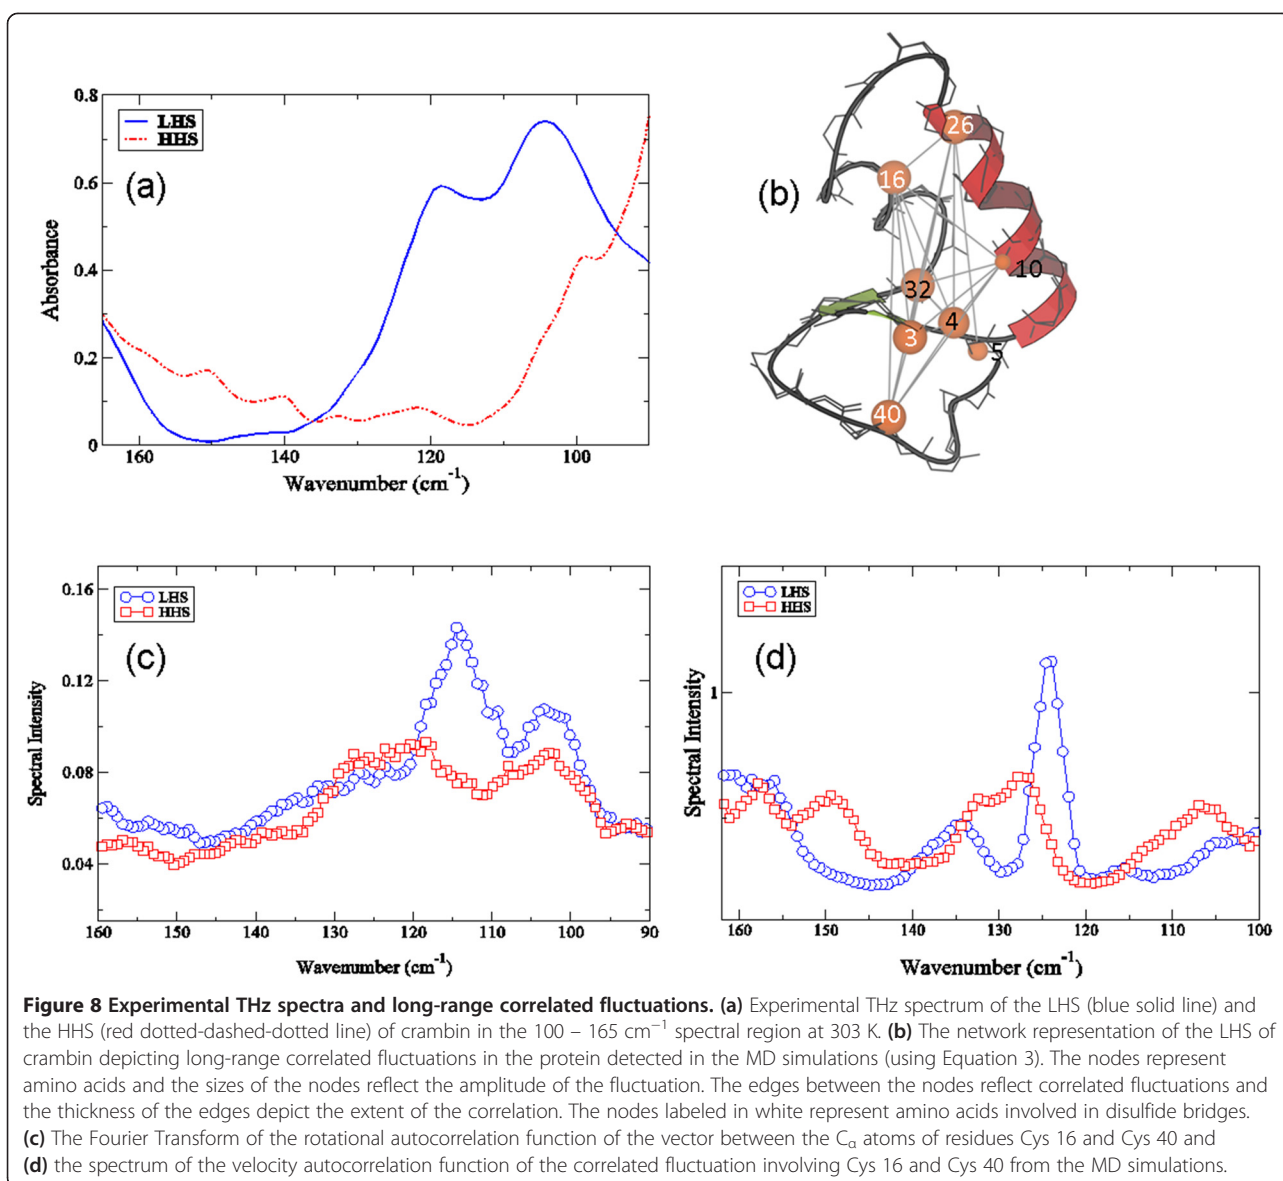 LHS
HHS
(a)
0.8
0.6
0.4
0.2
0
Absorbance
160
140
120
100
Wavenumber (cm-1)
(b)
26
16
10
32
4
3
5
40
LHS
HHS
(c)
0.16
0.12
0.08
0.04
Spectral Intensity
160
150
140
130
120
110
100
90
Wavenumber (cm-1)
LHS
HHS
(d)
1
Spectral Intensity
160
150
140
130
120
110
100
Wavenumber (cm-1)
Figure 8 Experimental THz spectra and long-range correlated fluctuations. (a) Experimental THz spectrum of the LHS (blue solid line) and
the HHS (red dotted-dashed-dotted line) of crambin in the 100 – 165 cm−1 spectral region at 303 K. (b) The network representation of the LHS of
crambin depicting long-range correlated fluctuations in the protein detected in the MD simulations (using Equation 3). The nodes represent
amino acids and the sizes of the nodes reflect the amplitude of the fluctuation. The edges between the nodes reflect correlated fluctuations and
the thickness of the edges depict the extent of the correlation. The nodes labeled in white represent amino acids involved in disulfide bridges.
(c) The Fourier Transform of the rotational autocorrelation function of the vector between the Cα atoms of residues Cys 16 and Cys 40 and
(d) the spectrum of the velocity autocorrelation function of the correlated fluctuation involving Cys 16 and Cys 40 from the MD simulations.